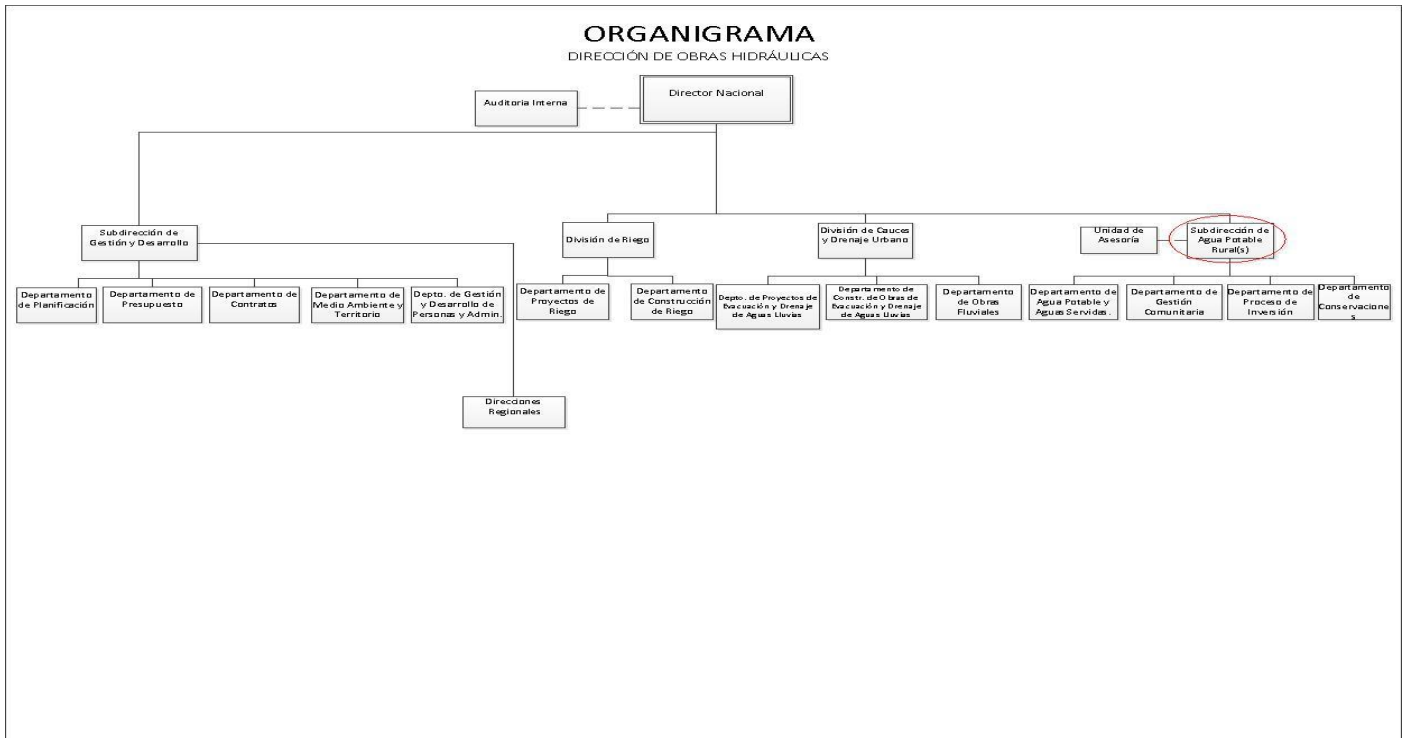 ORGANIGRAMA
DIRECCIÓN DE OBRAS HIDRÁULICAS
Director Nacional
Auditoria Interna
Subdirección de
Gestión y Desarrollo
División de Riego
División de Cauces
y Drenaje Urbano
Unidad de
Asesoría
Subdirección de
Agua Potable
Rural(s)
Departamento
de Planificación
Departamento de
Presupuesto
Departamento
de Contratos
Departamento de
Medio Ambiente y
Territorio
Depto. de Gestión
y Desarrollo de
Personas y Admin.
Departamento de
Proyectos de
Riego
Departamento
de Construcción
de Riego
Depto. de Proyectos de
Evacuación y Drenaje
de Aguas Lluvias
Departamento de
Constr. de Obras de
Evacuación y Drenaje
de Aguas Lluvias
Departamento
de Obras
Fluviales
Departamento de
Agua Potable y
Aguas Servidas.
Departamento de
Gestión
Comunitaria
Departamento de
Proceso de
Inversión
Departamento
de
Conservacione
s
Direcciones
Regionales